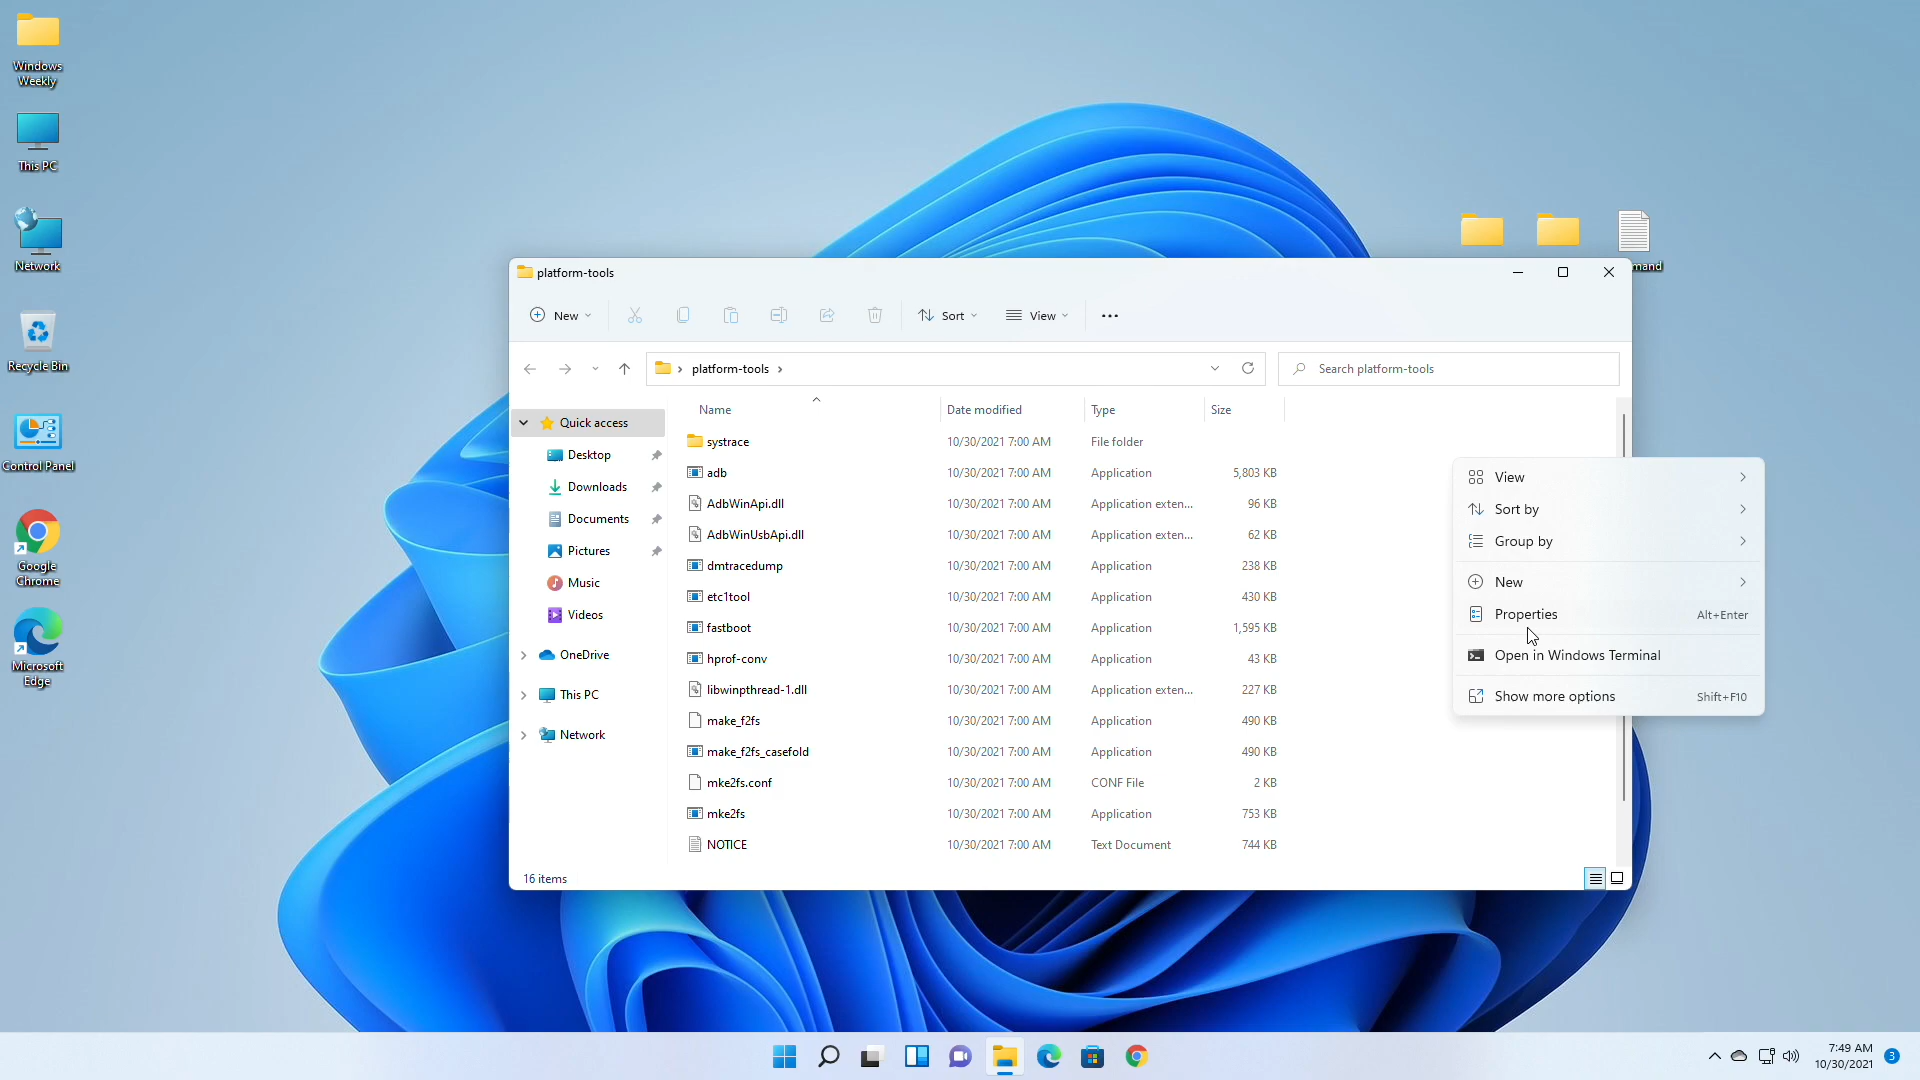 Windows
Weekly
This PC
Network
Recycle Bin
Control Panel
Google
Chrome
Microsoft
Edge
mand
platform-tools
New
Sort
View
platform-tools
Search platform-tools
Quick access
Desktop
Downloads
Documents
Pictures
Music
Videos
OneDrive
This PC
Network
Name Date modified Type Size
systrace 10/30/2021 7:00 AM File folder
adb 10/30/2021 7:00 AM Application 5,803 KB
AdbWinApi.dll 10/30/2021 7:00 AM Application exten... 96 KB
AdbWinUsbApi.dll 10/30/2021 7:00 AM Application exten... 62 KB
dmtracedump 10/30/2021 7:00 AM Application 238 KB
etc1tool 10/30/2021 7:00 AM Application 430 KB
fastboot 10/30/2021 7:00 AM Application 1,595 KB
hprof-conv 10/30/2021 7:00 AM Application 43 KB
libwinpthread-1.dll 10/30/2021 7:00 AM Application exten... 227 KB
make_f2fs 10/30/2021 7:00 AM Application 490 KB
make_f2fs_casefold 10/30/2021 7:00 AM Application 490 KB
mke2fs.conf 10/30/2021 7:00 AM CONF File 2 KB
mke2fs 10/30/2021 7:00 AM Application 753 KB
NOTICE 10/30/2021 7:00 AM Text Document 744 KB
16 items
View
Sort by
Group by
New
Properties Alt+Enter
Open in Windows Terminal
Show more options Shift+F10
7:49 AM
10/30/2021
3